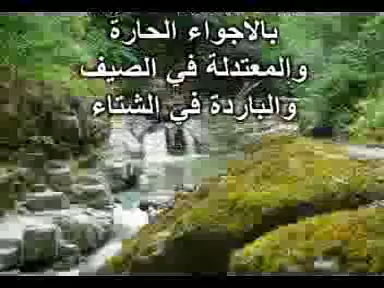 بالاجواء الحارة
والمعتدلة في الصيف
والباردة في الشتاء